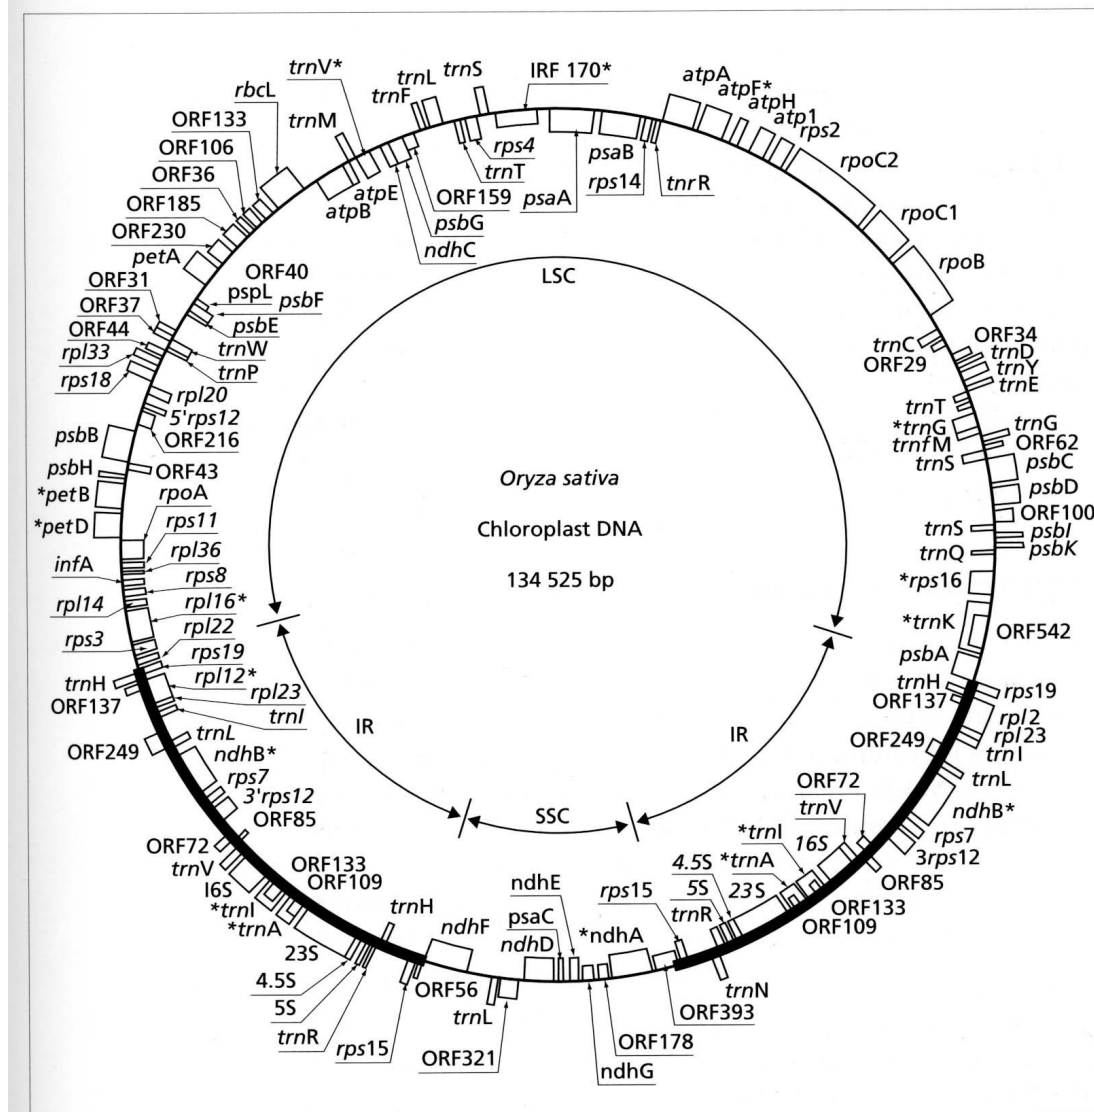 trnV*
trnL
trnS
IRF 170*
trnF
rbcL
trnM
ORF133
ORF106
ORF36
ORF185
ORF230
petA
atpB
atpE
ORF159
psbG
ndhC
trnT
rps4
psaA
psaB
rps14
tnrR
atpA
atpF*
atpH
atp1
rps2
rpoC2
rpoC1
rpoB
LSC
ORF40
pspL
psbF
psbE
ORF31
ORF37
ORF44
rpl33
rps18
trnW
trnP
rpl20
5'rps12
ORF216
psbB
psbH
ORF43
*petB
*petD
rpoA
rps11
rpl36
infA
rps8
rpl14
rpl16*
rps3
rpl22
rps19
trnH
rpl12*
ORF137
rpl23
trnI
trnC
ORF29
ORF34
trnD
trnY
trnE
trnT
*trnG
trnfM
trnS
trnG
ORF62
psbC
psbD
ORF100
trnS
psbI
psbK
trnQ
*rps16
*trnK
ORF542
psbA
trnH
ORF137
rps19
rpl2
rpl23
trnI
Oryza sativa
Chloroplast DNA
134 525 bp
IR
IR
SSC
ORF249
trnL
ndhB*
rps7
3'rps12
ORF85
ORF72
trnV
I6S
*trnI
*trnA
ORF133
ORF109
23S
4.5S
5S
trnR
trnH
rps15
ORF56
ndhF
trnL
ORF321
ORF249
trnL
ndhB*
rps7
3rps12
ORF85
ORF72
trnV
16S
*trnI
*trnA
ORF133
ORF109
23S
4.5S
5S
trnR
rps15
trnN
ndhE
psaC
ndhD
*ndhA
ORF393
ORF178
ndhG